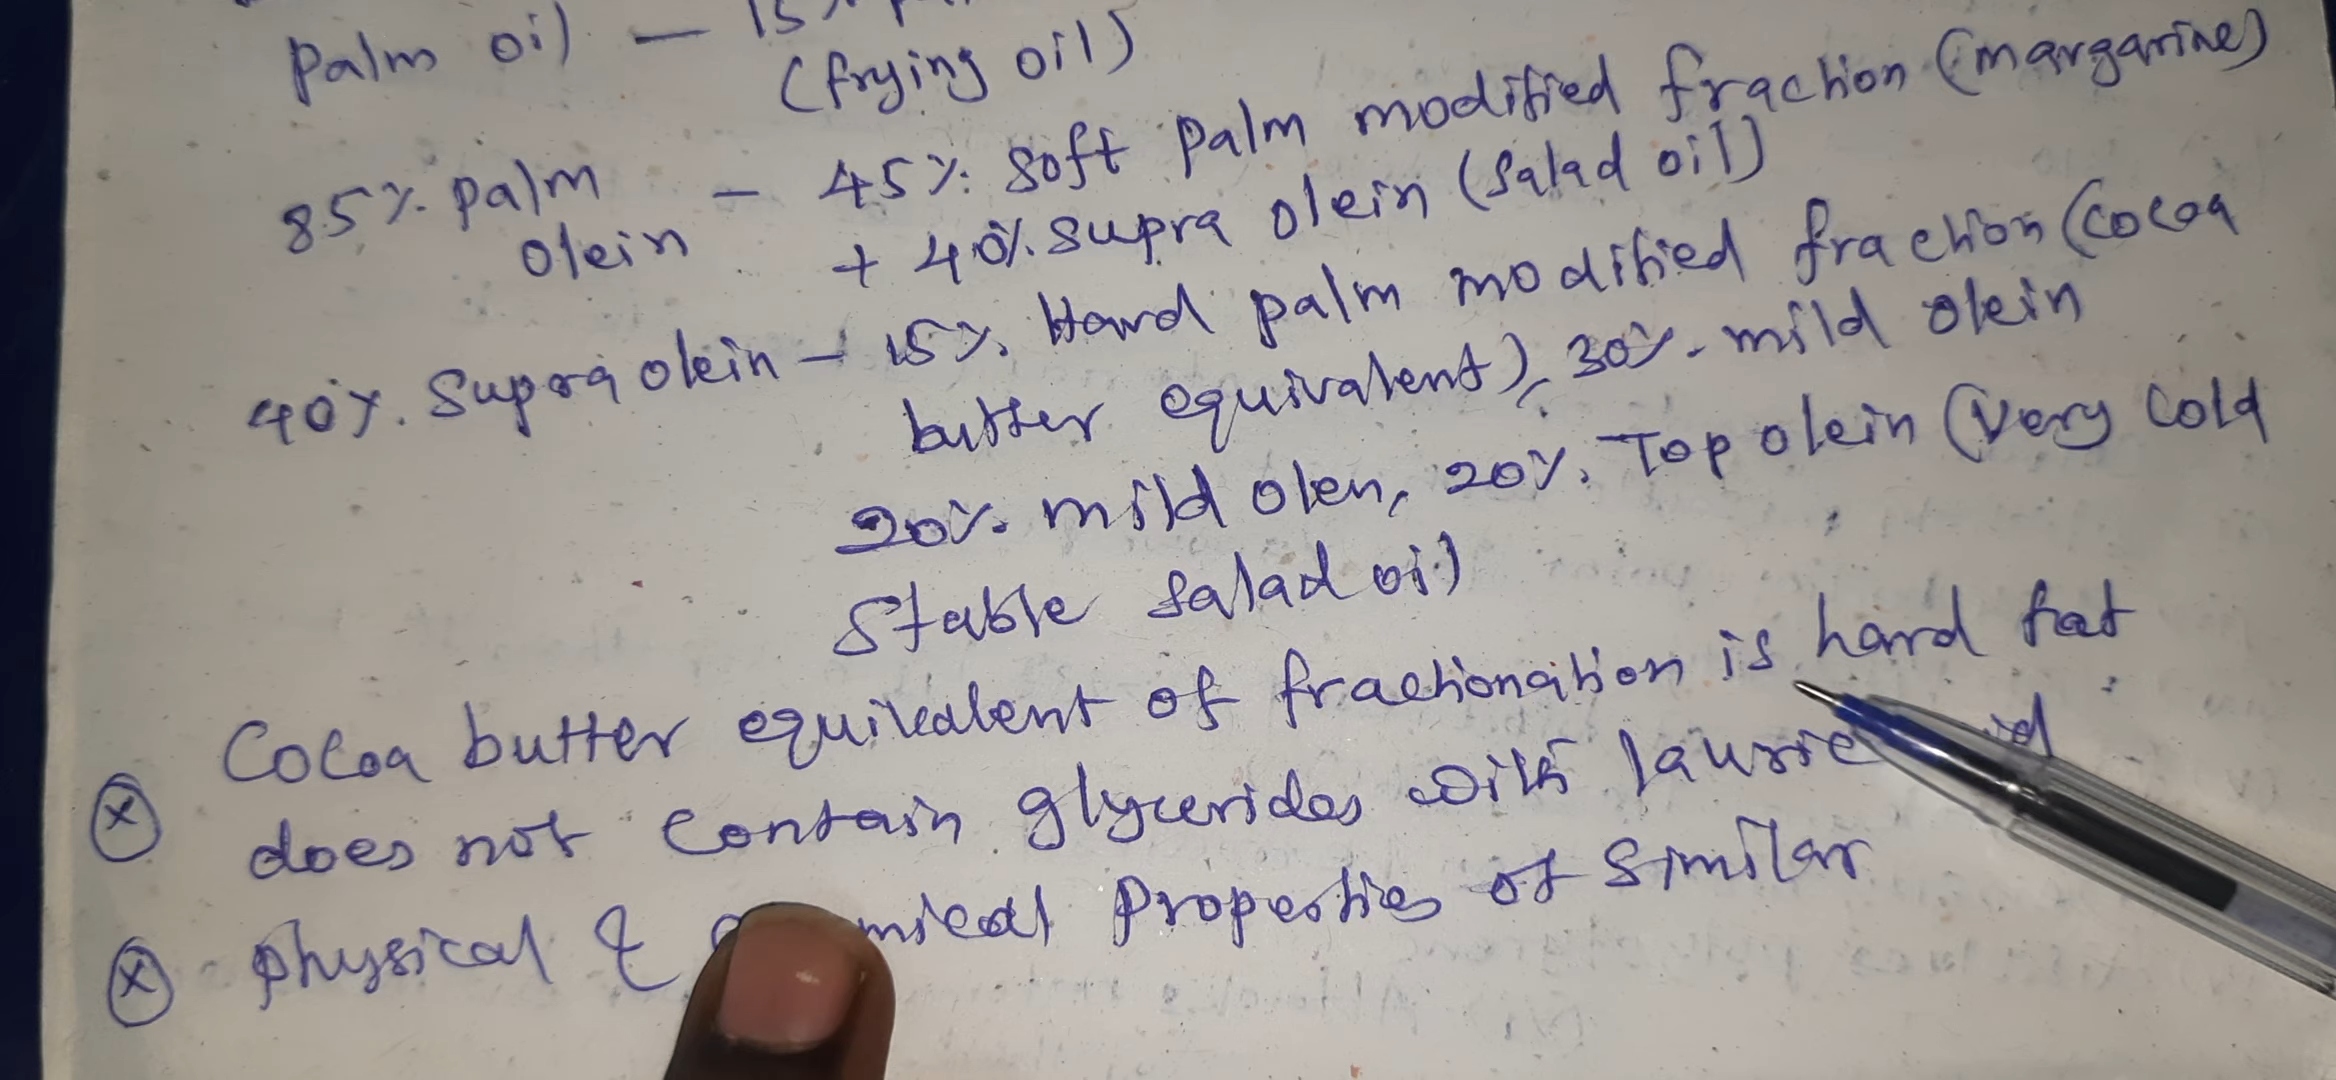 Palm oil — 15%
(frying oil)
85% palm - 45% soft palm modified fraction (margarine)
olein + 40% supra olein (salad oil)
40% Supra olein - 15% Hard palm modified fraction (cocoa
butter equivalent), 30% mild olein
20% mild olen, 20% Top olein (Very cold
Stable salad oil)
Cocoa butter equivalent of fractionation is hard fat
does not contain glycerides with lauric
Physical & Properties of similar